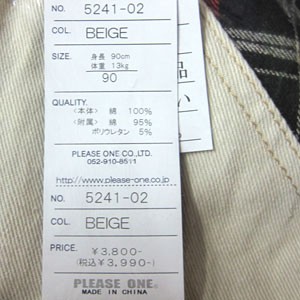 NO. 5241-02
COL. BEIGE
SIZE. 身長 90cm
体重 13kg
90
QUALITY.
<本体> 綿 100%
<附属> 綿 95%
ポリウレタン 5%
PLEASE ONE CO.,LTD.
052-910-8511
http://www.please-one.co.jp
NO. 5241-02
COL. BEIGE
PRICE. ¥3,800-
(税込¥3,990-)
PLEASE ONE.
MADE IN CHINA
品
い